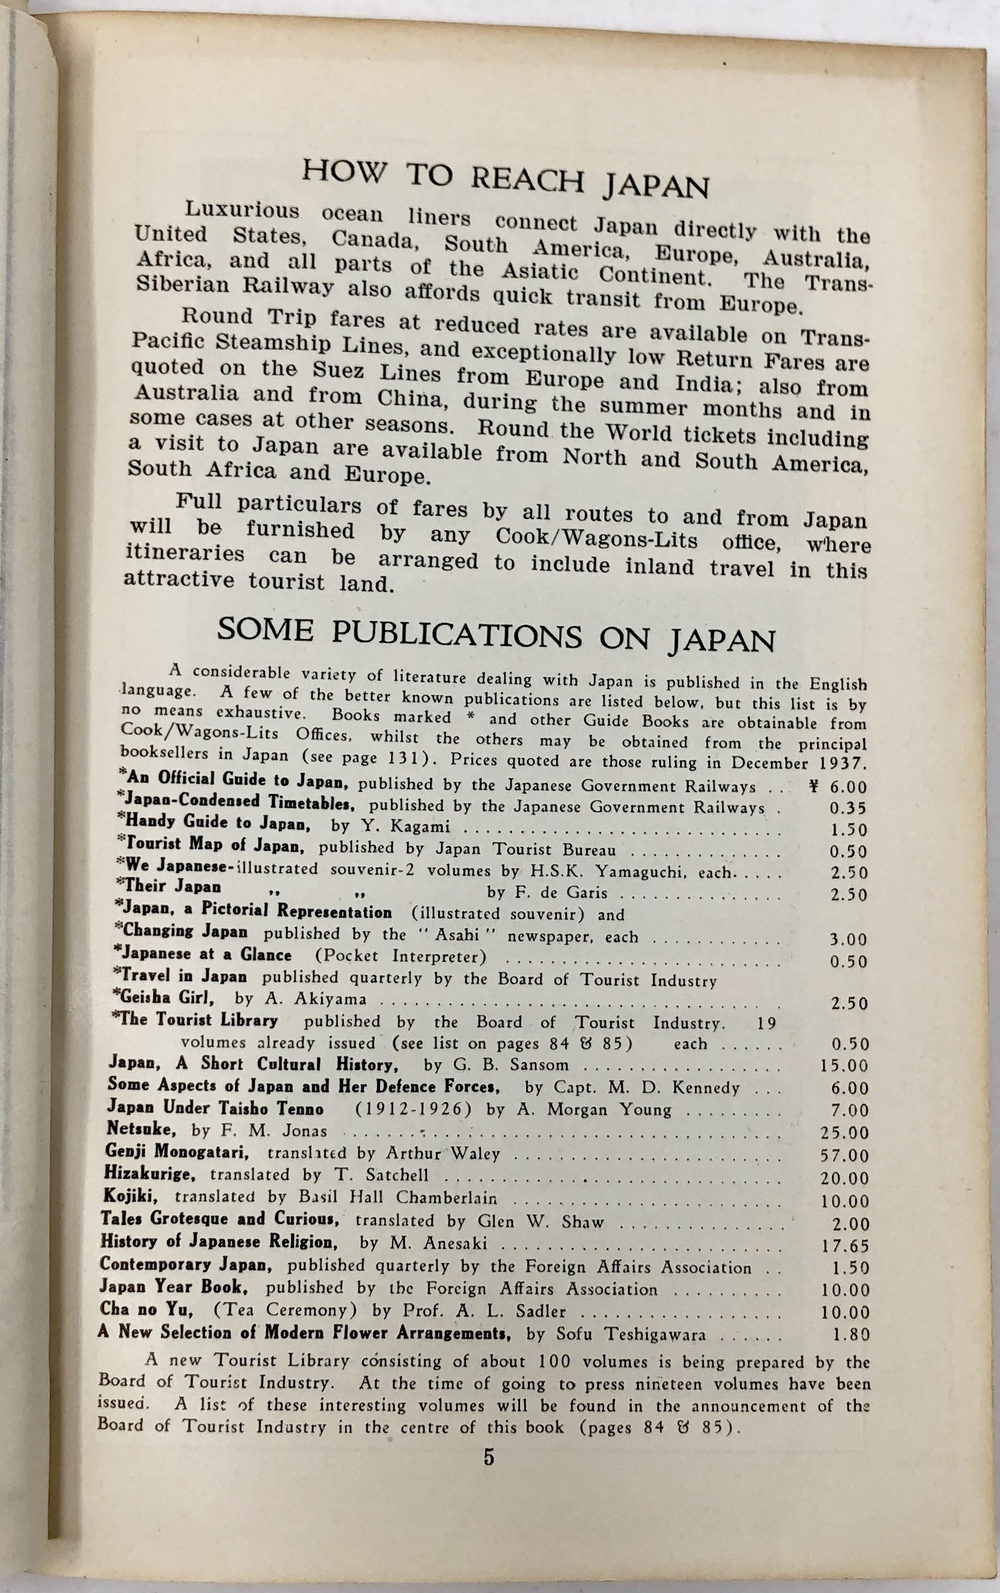 HOW TO REACH JAPAN
Luxurious ocean liners connect Japan directly with the
United States, Canada, South America, Europe, Australia,
Africa, and all parts of the Asiatic Continent. The Trans-
Siberian Railway also affords quick transit from Europe.
Round Trip fares at reduced rates are available on Trans-
Pacific Steamship Lines, and exceptionally low Return Fares are
quoted on the Suez Lines from Europe and India; also from
Australia and from China, during the summer months and in
some cases at other seasons. Round the World tickets including
a visit to Japan are available from North and South America,
South Africa and Europe.
Full particulars of fares by all routes to and from Japan
will be furnished by any Cook/Wagons-Lits office, where
itineraries can be arranged to include inland travel in this
attractive tourist land.
SOME PUBLICATIONS ON JAPAN
A considerable variety of literature dealing with Japan is published in the English
language. A few of the better known publications are listed below, but this list is by
no means exhaustive. Books marked * and other Guide Books are obtainable from
Cook/Wagons-Lits Offices, whilst the others may be obtained from the principal
booksellers in Japan (see page 131). Prices quoted are those ruling in December 1937.
*An Official Guide to Japan, published by the Japanese Government Railways . . ¥ 6.00
*Japan-Condensed Timetables, published by the Japanese Government Railways . 0.35
*Handy Guide to Japan, by Y. Kagami . . . . . . . . . . . . . . . . . . . . . . . . . . . . 1.50
*Tourist Map of Japan, published by Japan Tourist Bureau . . . . . . . . . . . . . . 0.50
*We Japanese-illustrated souvenir-2 volumes by H.S.K. Yamaguchi, each. . . . . 2.50
*Their Japan ,, ,, by F. de Garis . . . . . . . . . . . . . . . 2.50
*Japan, a Pictorial Representation (illustrated souvenir) and
*Changing Japan published by the "Asahi" newspaper, each . . . . . . . . . . . . 3.00
*Japanese at a Glance (Pocket Interpreter) . . . . . . . . . . . . . . . . . . . . . . . . . 0.50
*Travel in Japan published quarterly by the Board of Tourist Industry
*Geisha Girl, by A. Akiyama . . . . . . . . . . . . . . . . . . . . . . . . . . . . . . . . . . 2.50
*The Tourist Library published by the Board of Tourist Industry. 19
volumes already issued (see list on pages 84 & 85) each . . . . . . 0.50
Japan, A Short Cultural History, by G. B. Sansom . . . . . . . . . . . . . . . . . . 15.00
Some Aspects of Japan and Her Defence Forces, by Capt. M. D. Kennedy . . . 6.00
Japan Under Taisho Tenno (1912-1926) by A. Morgan Young . . . . . . . . . 7.00
Netsuke, by F. M. Jonas . . . . . . . . . . . . . . . . . . . . . . . . . . . . . . . . . . . . . . 25.00
Genji Monogatari, translated by Arthur Waley . . . . . . . . . . . . . . . . . . . . . . . . 57.00
Hizakurige, translated by T. Satchell . . . . . . . . . . . . . . . . . . . . . . . . . . . . . . 20.00
Kojiki, translated by Basil Hall Chamberlain . . . . . . . . . . . . . . . . . . . . . . . . 10.00
Tales Grotesque and Curious, translated by Glen W. Shaw . . . . . . . . . . . . . . . 2.00
History of Japanese Religion, by M. Anesaki . . . . . . . . . . . . . . . . . . . . . . . . . 17.65
Contemporary Japan, published quarterly by the Foreign Affairs Association . . 1.50
Japan Year Book, published by the Foreign Affairs Association . . . . . . . . . . 10.00
Cha no Yu, (Tea Ceremony) by Prof. A. L. Sadler . . . . . . . . . . . . . . . . . . 10.00
A New Selection of Modern Flower Arrangements, by Sofu Teshigawara . . . . . . 1.80
A new Tourist Library consisting of about 100 volumes is being prepared by the
Board of Tourist Industry. At the time of going to press nineteen volumes have been
issued. A list of these interesting volumes will be found in the announcement of the
Board of Tourist Industry in the centre of this book (pages 84 & 85).
5